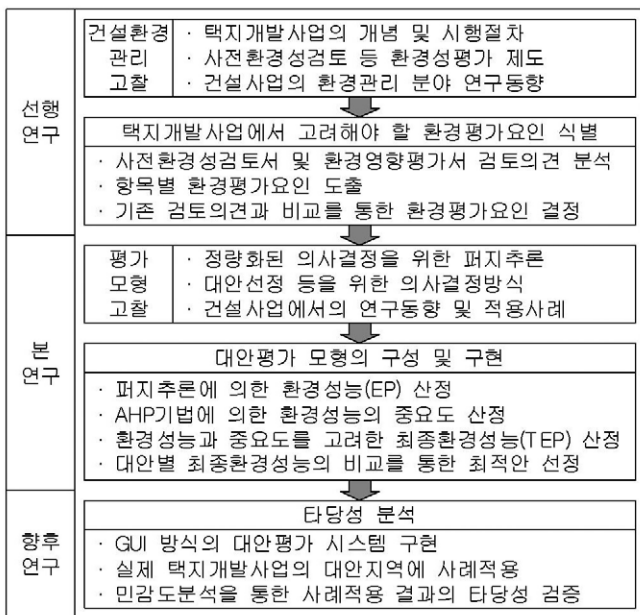 건설환경 · 택지개발사업의 개념 및 시행절차
관리 · 사전환경성검토 등 환경성평가 제도
고찰 · 건설사업의 환경관리 분야 연구동향
선행
연구
택지개발사업에서 고려해야 할 환경평가요인 식별
· 사전환경성검토서 및 환경영향평가서 검토의견 분석
· 항목별 환경평가요인 도출
· 기존 검토의견과 비교를 통한 환경평가요인 결정
평가 · 정량화된 의사결정을 위한 퍼지추론
모형 · 대안선정 등을 위한 의사결정방식
고찰 · 건설사업에서의 연구동향 및 적용사례
본
연구
대안평가 모형의 구성 및 구현
· 퍼지추론에 의한 환경성능(EP) 산정
· AHP기법에 의한 환경성능의 중요도 산정
· 환경성능과 중요도를 고려한 최종환경성능(TEP) 산정
· 대안별 최종환경성능의 비교를 통한 최적안 선정
향후
연구
타당성 분석
· GUI 방식의 대안평가 시스템 구현
· 실제 택지개발사업의 대안지역에 사례적용
· 민감도분석을 통한 사례적용 결과의 타당성 검증